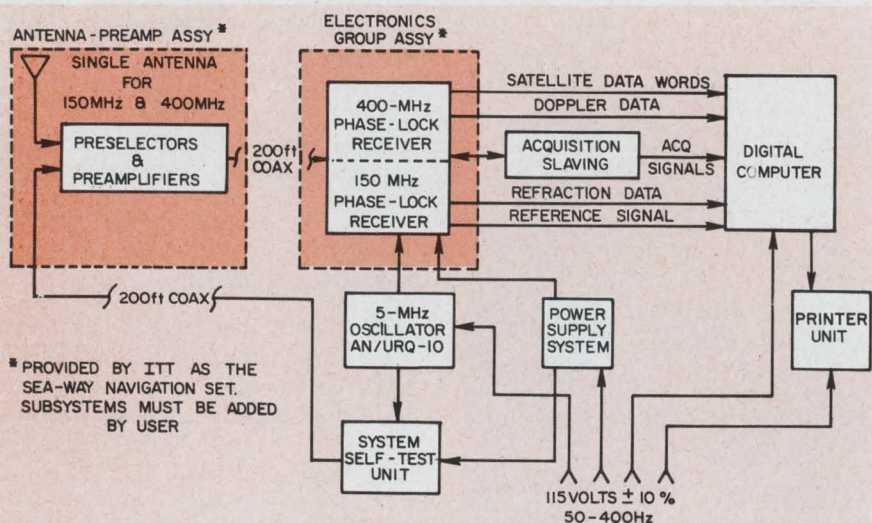 ANTENNA-PREAMP ASSY*
SINGLE ANTENNA
FOR
150MHz & 400MHz
PRESELECTORS
&
PREAMPLIFIERS
200ft
COAX
ELECTRONICS
GROUP ASSY*
400-MHz
PHASE-LOCK
RECEIVER
150 MHz
PHASE-LOCK
RECEIVER
SATELLITE DATA WORDS
DOPPLER DATA
ACQUISITION
SLAVING
ACQ
SIGNALS
REFRACTION DATA
REFERENCE SIGNAL
DIGITAL
COMPUTER
200ft COAX
5-MHz
OSCILLATOR
AN/URQ-10
POWER
SUPPLY
SYSTEM
PRINTER
UNIT
* PROVIDED BY ITT AS THE
SEA-WAY NAVIGATION SET.
SUBSYSTEMS MUST BE ADDED
BY USER
SYSTEM
SELF-TEST
UNIT
115 VOLTS ± 10 %
50-400Hz